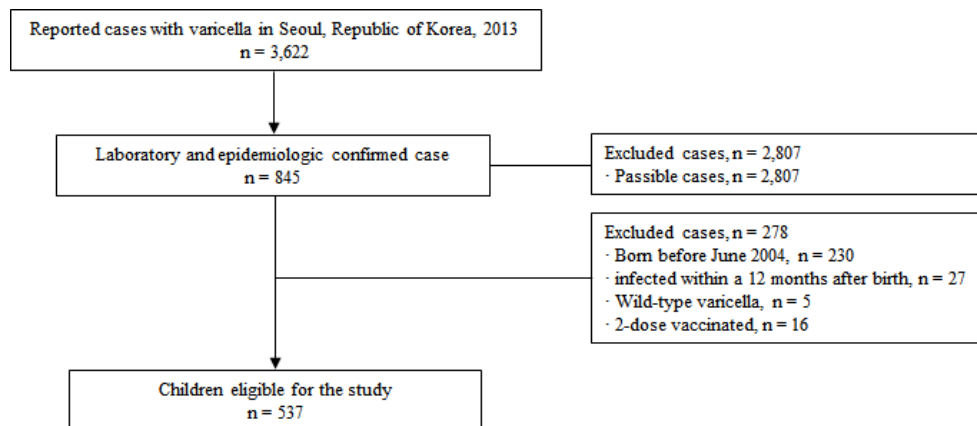 Reported cases with varicella in Seoul, Republic of Korea, 2013
n = 3,622
Laboratory and epidemiologic confirmed case
n = 845
Excluded cases, n = 2,807
· Passible cases, n = 2,807
Excluded cases, n = 278
· Born before June 2004, n = 230
· infected within a 12 months after birth, n = 27
· Wild-type varicella, n = 5
· 2-dose vaccinated, n = 16
Children eligible for the study
n = 537